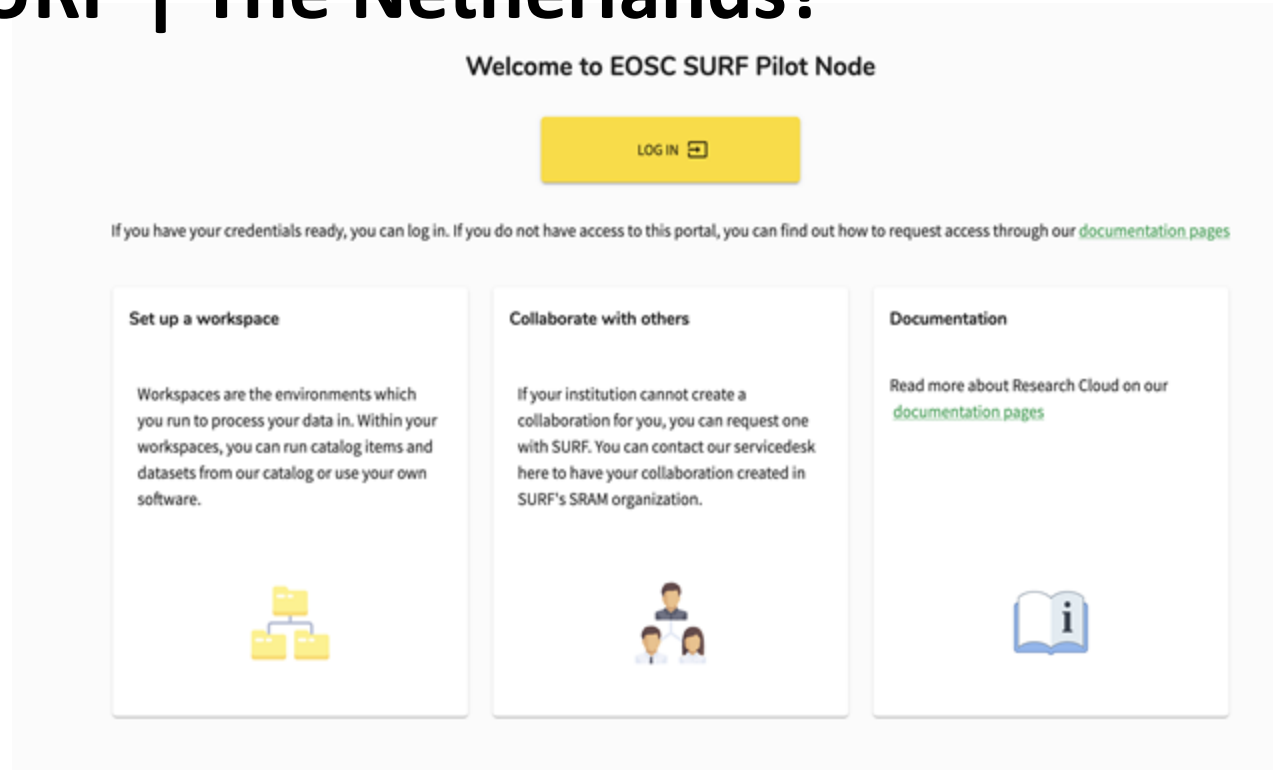 URF | The Netherlands?
Welcome to EOSC SURF Pilot Node
LOG IN
If you have your credentials ready, you can log in. If you do not have access to this portal, you can find out how to request access through our documentation pages
Set up a workspace
Workspaces are the environments which
you run to process your data in. Within your
workspaces, you can run catalog items and
datasets from our catalog or use your own
software.
Collaborate with others
If your institution cannot create a
collaboration for you, you can request one
with SURF. You can contact our servicedesk
here to have your collaboration created in
SURF's SRAM organization.
Documentation
Read more about Research Cloud on our
documentation pages
i